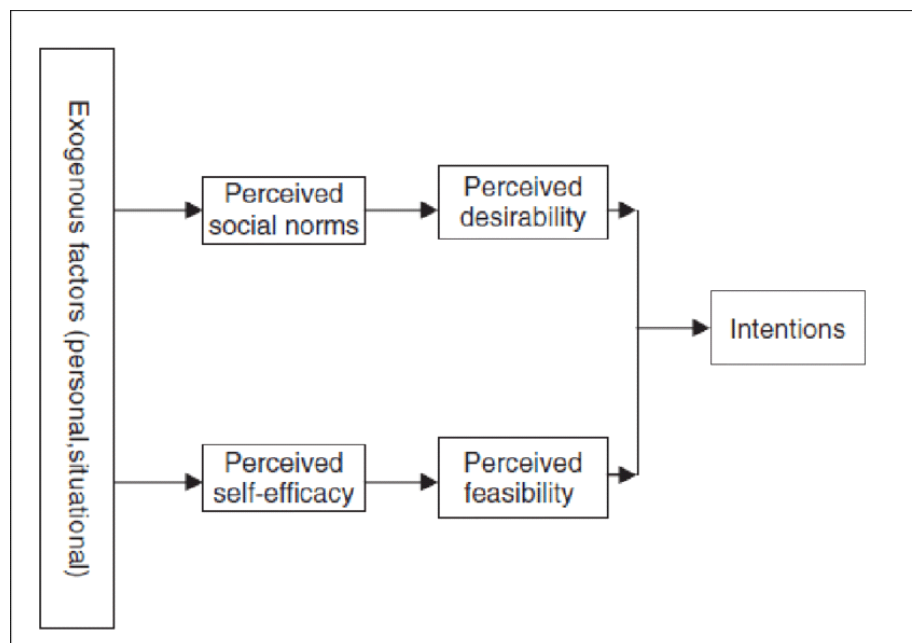 Exogenous factors (personal,situational)
Perceived
social norms
Perceived
desirability
Intentions
Perceived
self-efficacy
Perceived
feasibility